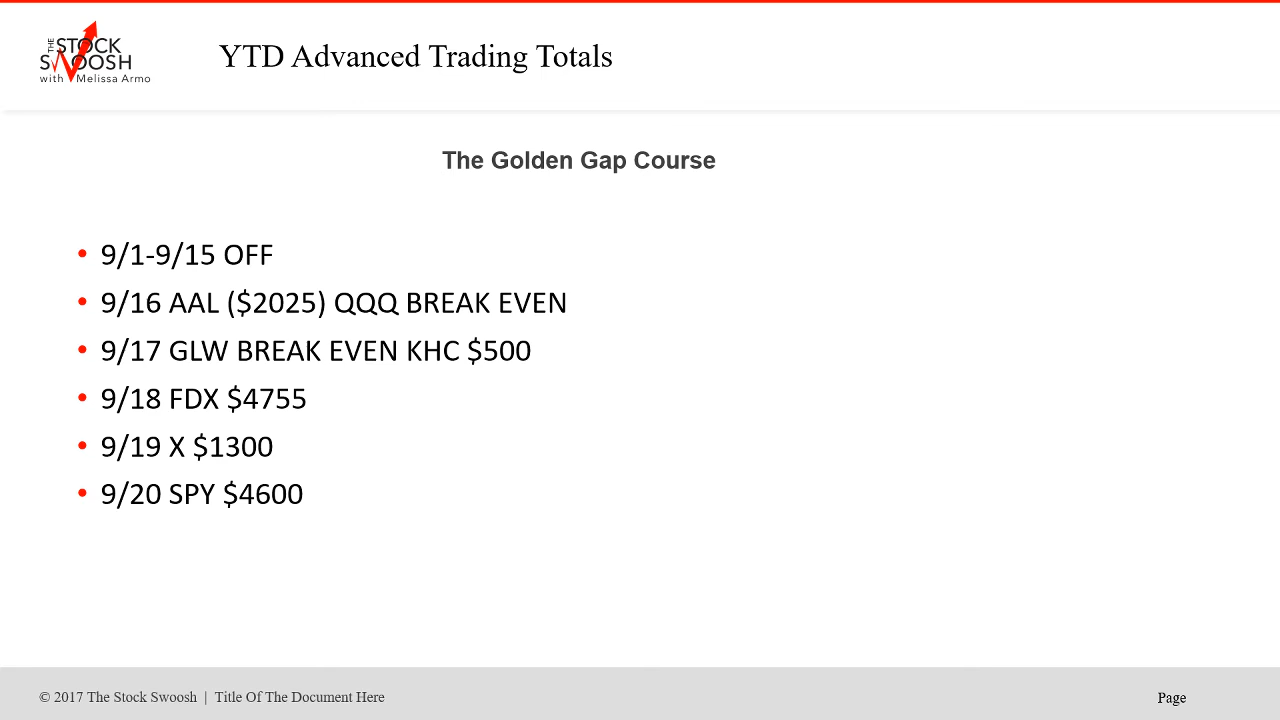 THE STOCK
SWOOSH
with Melissa Armo
YTD Advanced Trading Totals
The Golden Gap Course
• 9/1-9/15 OFF
• 9/16 AAL ($2025) QQQ BREAK EVEN
• 9/17 GLW BREAK EVEN KHC $500
• 9/18 FDX $4755
• 9/19 X $1300
• 9/20 SPY $4600
© 2017 The Stock Swoosh | Title Of The Document Here
Page